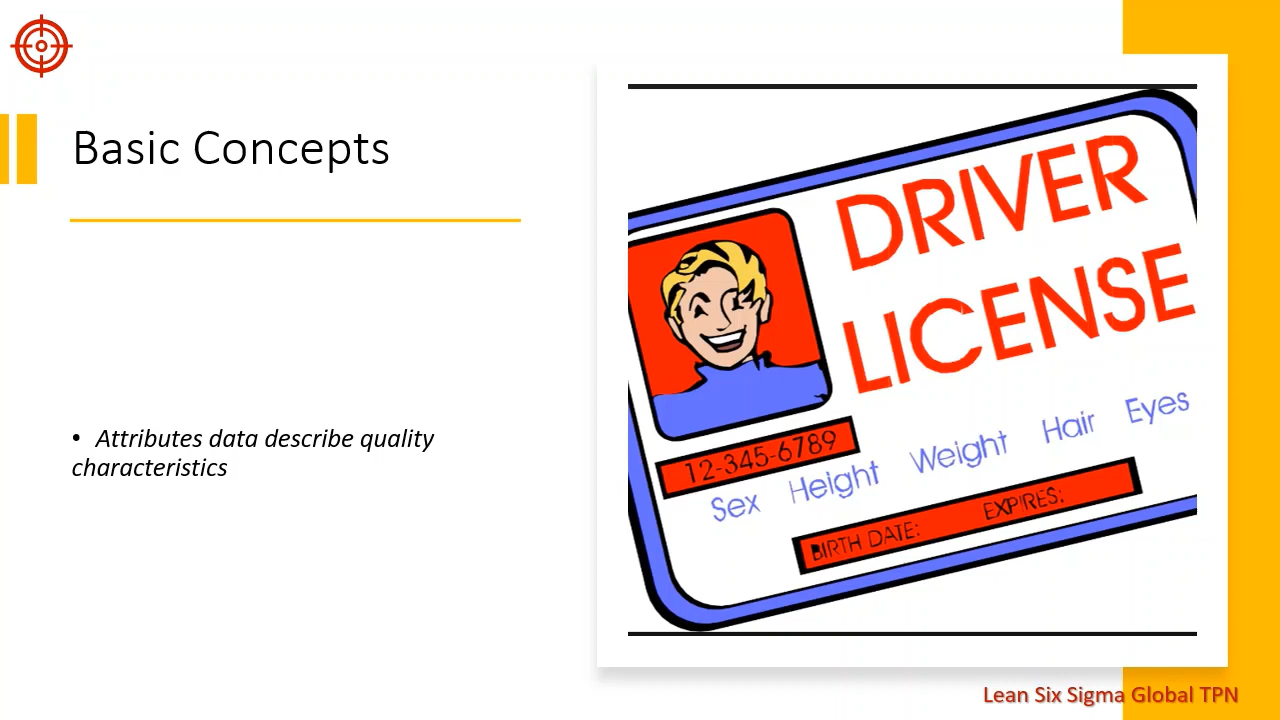 Basic Concepts
• Attributes data describe quality
characteristics
DRIVER
LICENSE
12-345-6789
Sex Height Weight Hair Eyes
BIRTH DATE: EXPIRES:
Lean Six Sigma Global TPN